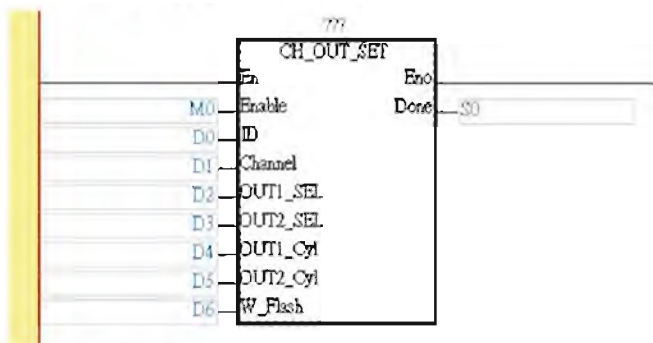 ???
CH_OUT_SET
En Eno
M0 Enable Done S0
D0 ID
D1 Channel
D2 OUT1_SEL
D3 OUT2_SEL
D4 OUT1_Cyl
D5 OUT2_Cyl
D6 W_Flash